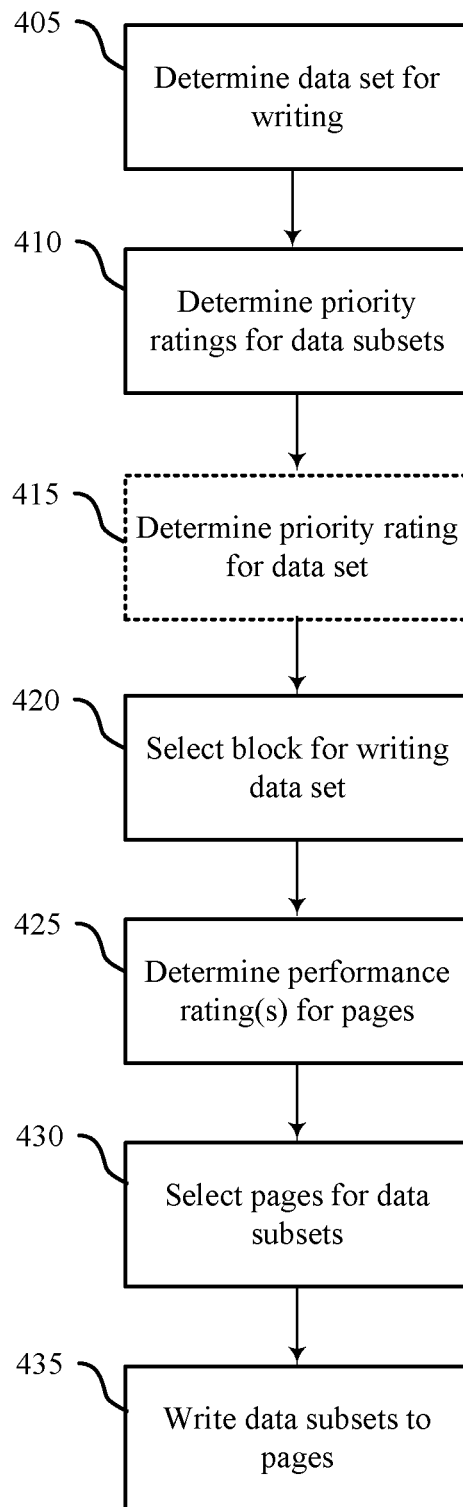 405
Determine data set for
writing
410
Determine priority
ratings for data subsets
415
Determine priority rating
for data set
420
Select block for writing
data set
425
Determine performance
rating(s) for pages
430
Select pages for data
subsets
435
Write data subsets to
pages